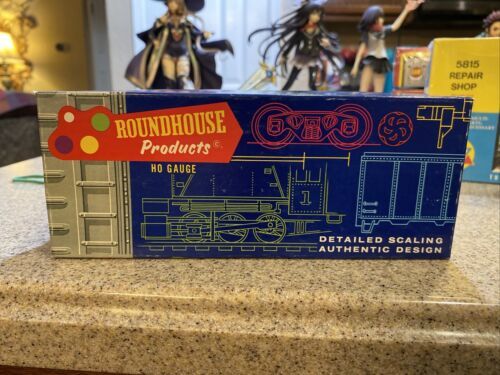 ROUNDHOUSE
Products ©
HO GAUGE
1
DETAILED SCALING
AUTHENTIC DESIGN
5815
REPAIR
SHOP